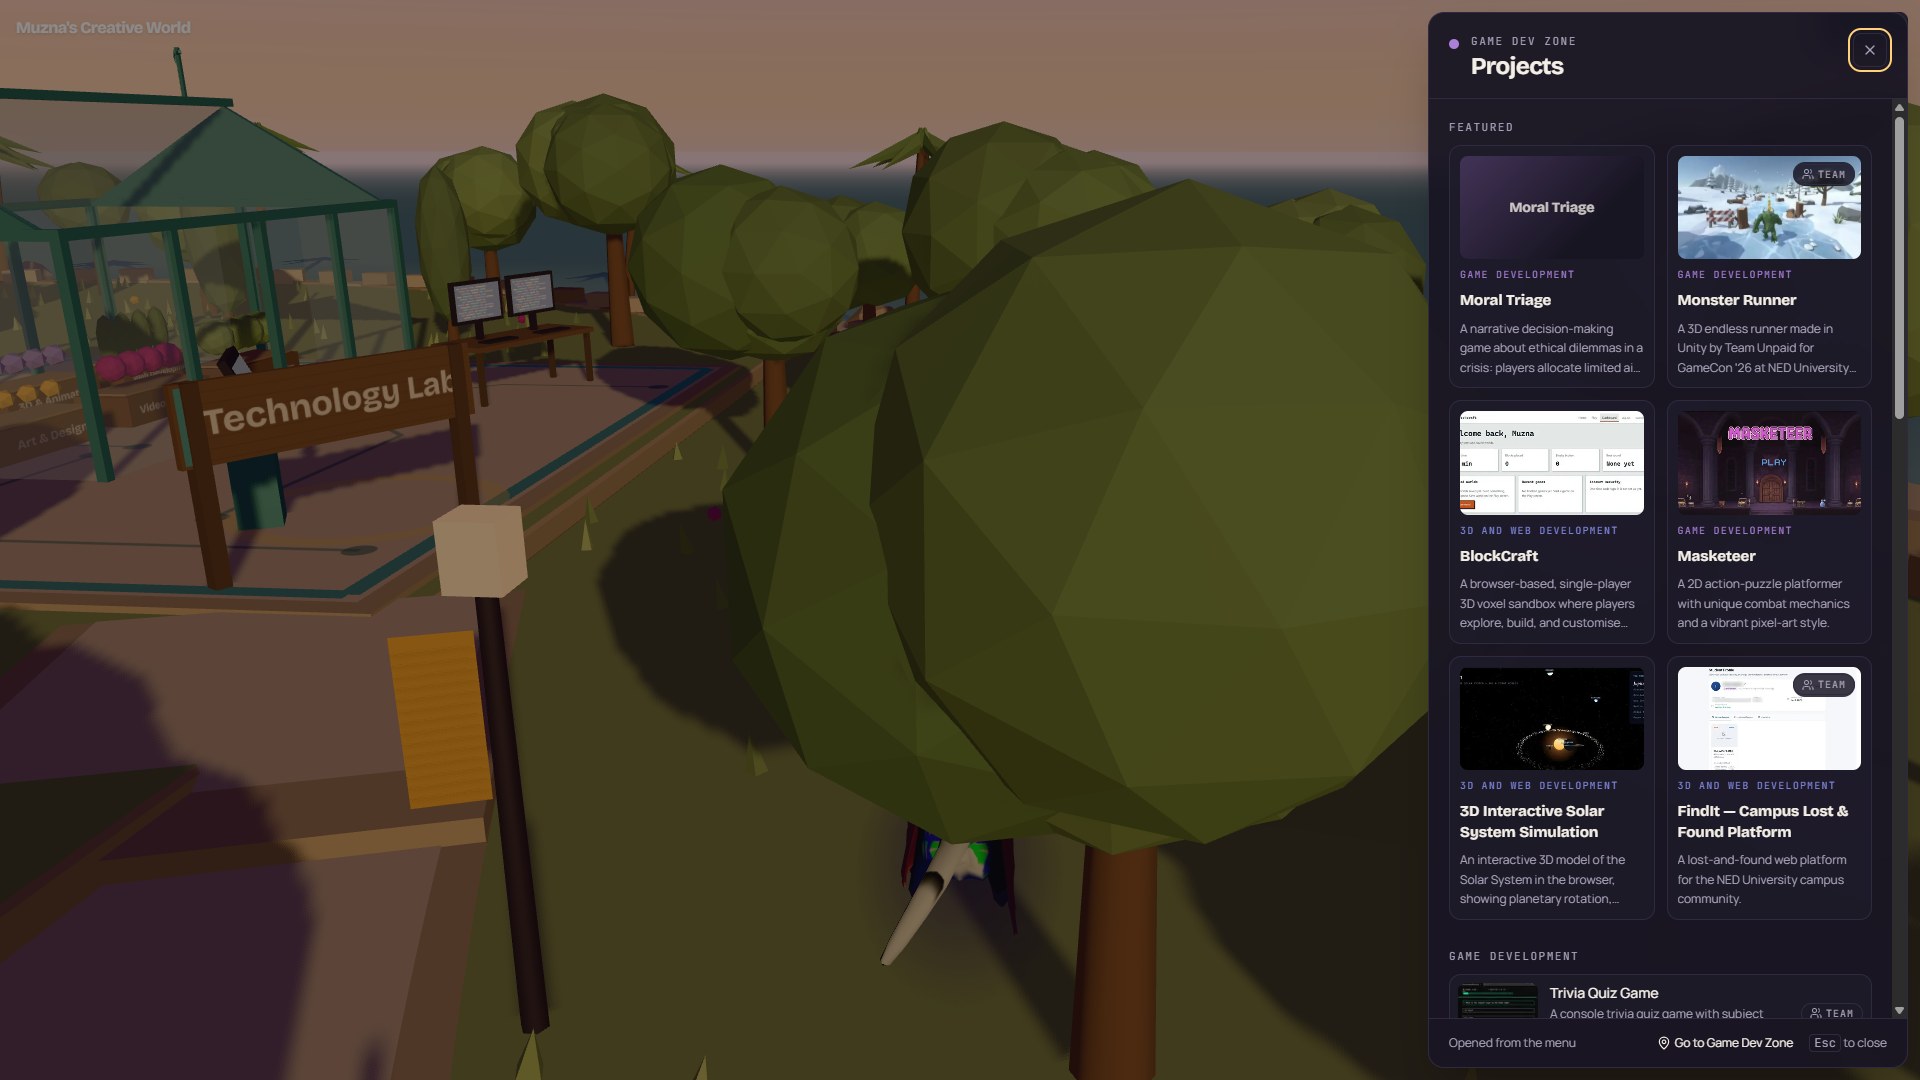 Muzna's Creative World
Technology Lab
3D & Animat
Video
Art & Design
GAME DEV ZONE
Projects
FEATURED
Moral Triage
GAME DEVELOPMENT
Moral Triage
A narrative decision-making
game about ethical dilemmas in a
crisis: players allocate limited ai...
TEAM
GAME DEVELOPMENT
Monster Runner
A 3D endless runner made in
Unity by Team Unpaid for
GameCon '26 at NED University...
lcome back, Muzna
min
0
0
None yet
3D AND WEB DEVELOPMENT
BlockCraft
A browser-based, single-player
3D voxel sandbox where players
explore, build, and customise...
MASKETEER
PLAY
GAME DEVELOPMENT
Masketeer
A 2D action-puzzle platformer
with unique combat mechanics
and a vibrant pixel-art style.
3D AND WEB DEVELOPMENT
3D Interactive Solar
System Simulation
An interactive 3D model of the
Solar System in the browser,
showing planetary rotation,...
TEAM
3D AND WEB DEVELOPMENT
FindIt — Campus Lost &
Found Platform
A lost-and-found web platform
for the NED University campus
community.
GAME DEVELOPMENT
Trivia Quiz Game
A console trivia quiz game with subject
TEAM
Opened from the menu
Go to Game Dev Zone
Esc to close